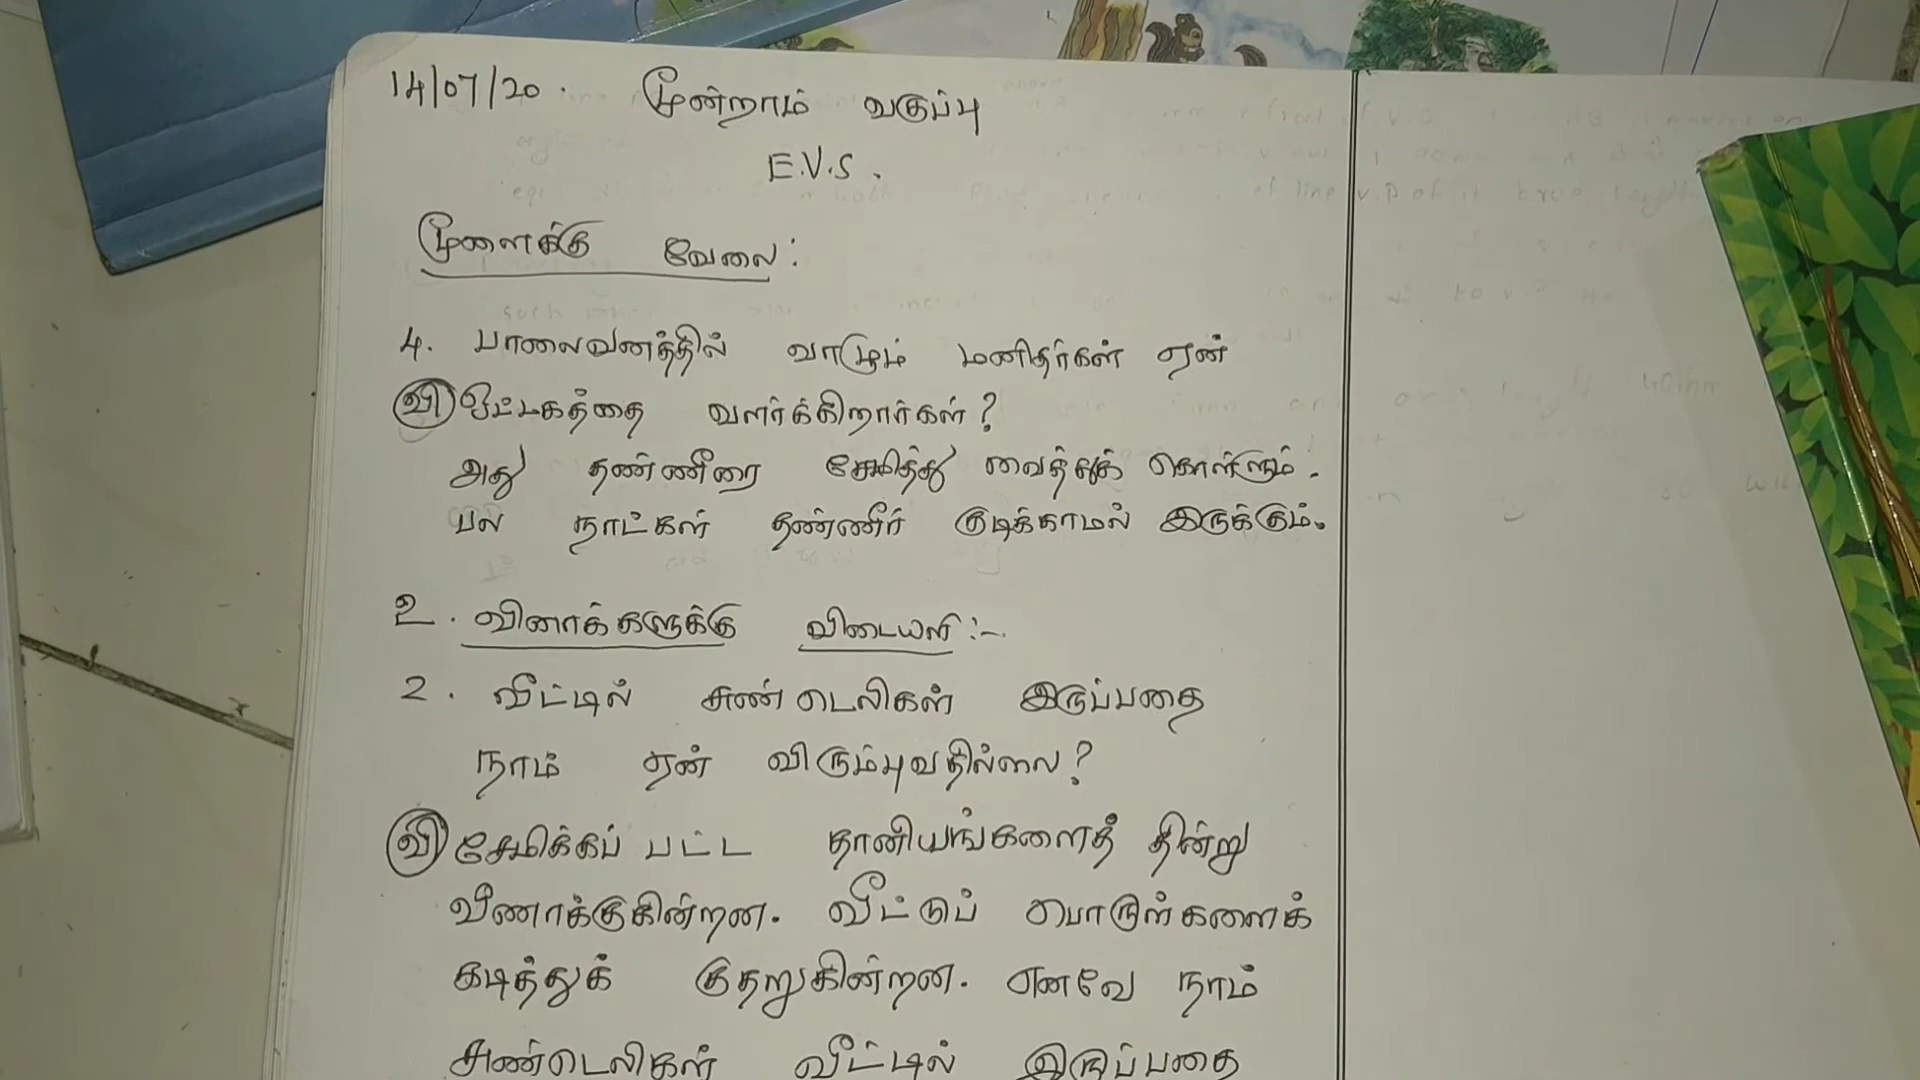 14/07/20. மூன்றாம் வகுப்பு
E.V.S.
மூளைக்கு வேலை:
4. பாலைவனத்தில் வாழும் மனிதர்கள் ஏன்
வி ஒட்டகத்தை வளர்க்கிறார்கள்?
அது தண்ணீரை சேமித்து வைத்துக் கொள்ளும்.
பல நாட்கள் தண்ணீர் குடிக்காமல் இருக்கும்.
உ. வினாக்களுக்கு விடையளி:-
2. வீட்டில் சுண்டெலிகள் இருப்பதை
நாம் ஏன் விரும்புவதில்லை?
வி சேமிக்கப் பட்ட தானியங்களைத் தின்று
வீணாக்குகின்றன. வீட்டுப் பொருள்களைக்
கடித்துக் குதறுகின்றன. எனவே நாம்
சுண்டெலிகள் வீட்டில் இருப்பதை